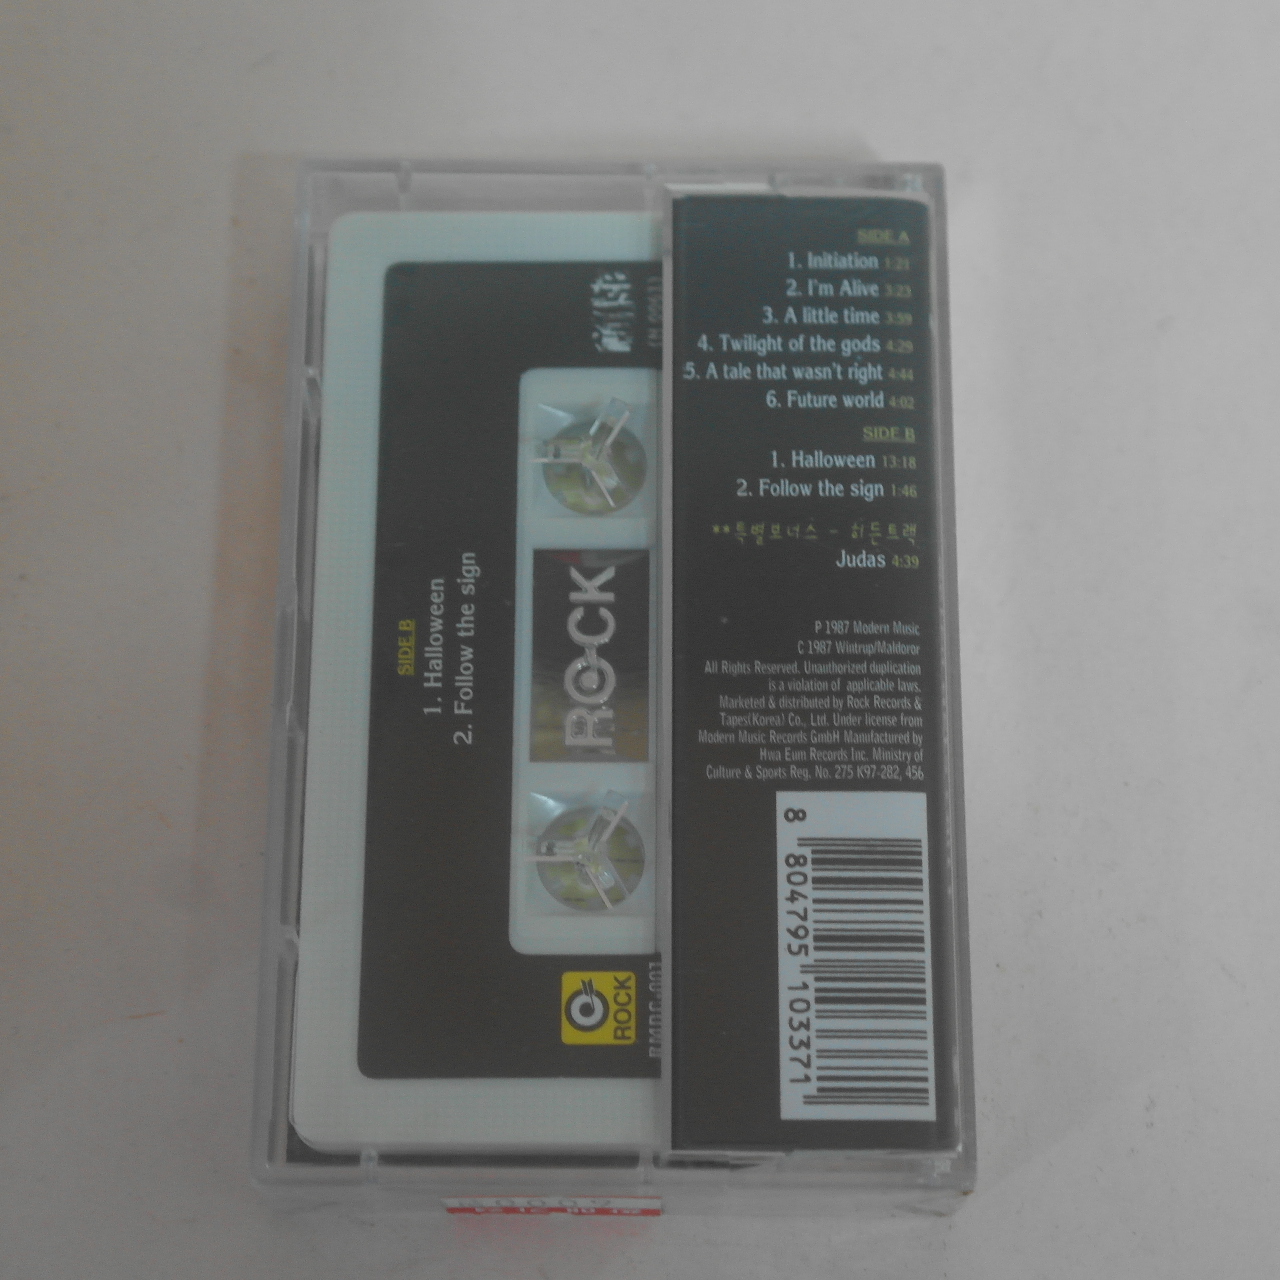 SIDE A
1. Initiation 1:21
2. I'm Alive 3:23
3. A little time 3:59
4. Twilight of the gods 4:29
5. A tale that wasn't right 4:44
6. Future world 4:02
SIDE B
1. Halloween 13:18
2. Follow the sign 1:46
**특별보너스 - 히든트랙
Judas 4:39
P 1987 Modern Music
C 1987 Wintrup/Maldoror
All Rights Reserved. Unauthorized duplication
is a violation of applicable laws.
Marketed & distributed by Rock Records &
Tapes(Korea) Co., Ltd. Under license from
Modern Music Records GmbH Manufactured by
Hwa Eum Records Inc. Ministry of
Culture & Sports Reg. No. 275 K97-282, 456
8 804795 103371
SIDE B
1. Halloween
2. Follow the sign
ROCK
ROCK